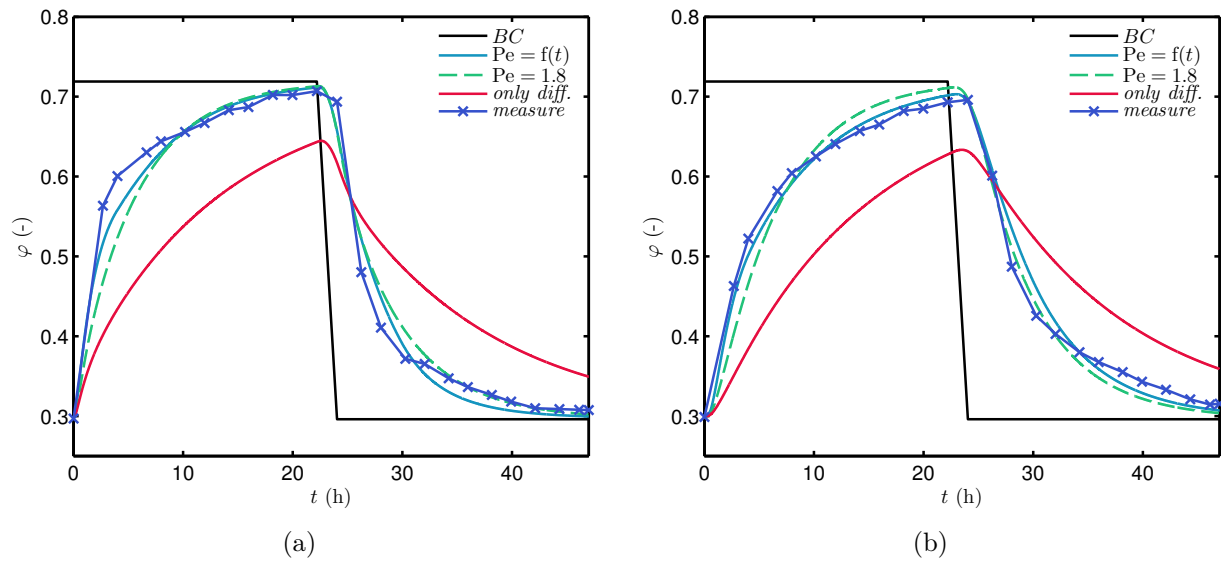 0.8
0.7
0.6
0.5
0.4
0.3
φ (-)
0
10
20
30
40
t (h)
BC
Pe = f(t)
Pe = 1.8
only diff.
measure
(a)
0.8
0.7
0.6
0.5
0.4
0.3
φ (-)
0
10
20
30
40
t (h)
BC
Pe = f(t)
Pe = 1.8
only diff.
measure
(b)